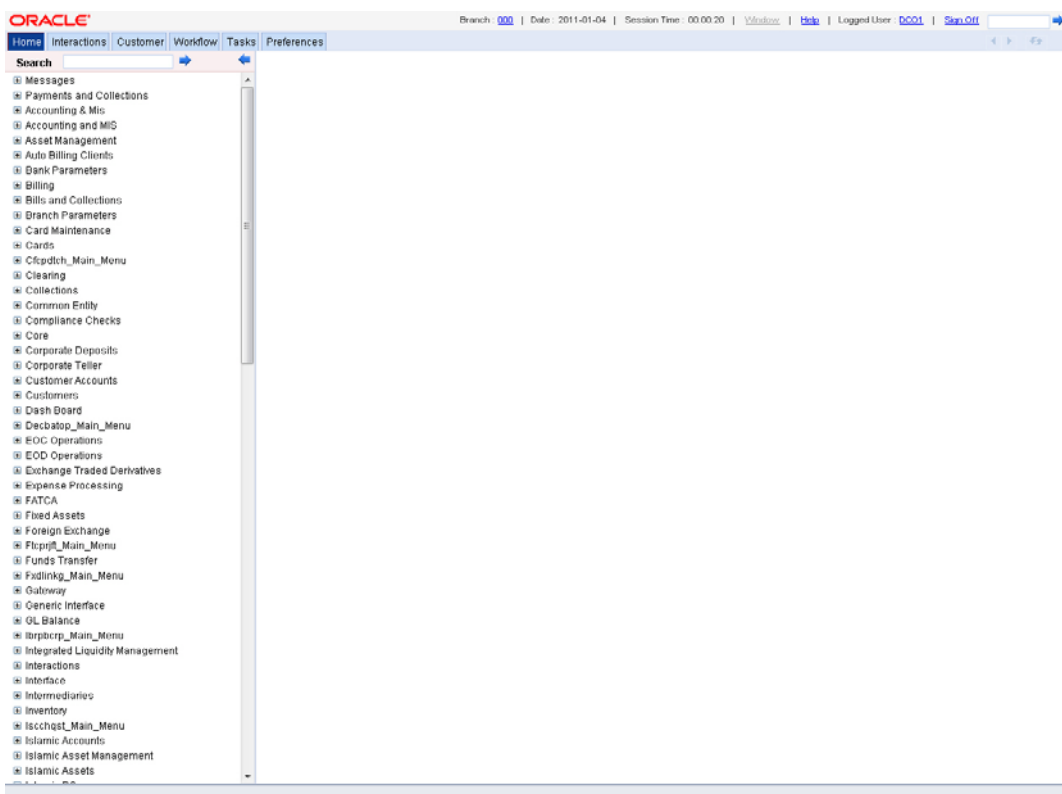 ORACLE'
Branch : 000 | Date : 2011-01-04 | Session Time : 00:00:20 | Window | Help | Logged User : DC01 | Sign Off
Home Interactions Customer Workflow Tasks Preferences
Search
Messages
Payments and Collections
Accounting & Mis
Accounting and MIS
Asset Management
Auto Billing Clients
Bank Parameters
Billing
Bills and Collections
Branch Parameters
Card Maintenance
Cards
Cfcpdtch_Main_Menu
Clearing
Collections
Common Entity
Compliance Checks
Core
Corporate Deposits
Corporate Teller
Customer Accounts
Customers
Dash Board
Decbatop_Main_Menu
EOC Operations
EOD Operations
Exchange Traded Derivatives
Expense Processing
FATCA
Fixed Assets
Foreign Exchange
Ftcprjft_Main_Menu
Funds Transfer
Fxdlinkg_Main_Menu
Gateway
Generic Interface
GL Balance
Ibrpbcrp_Main_Menu
Integrated Liquidity Management
Interactions
Interface
Intermediaries
Inventory
Iscchqst_Main_Menu
Islamic Accounts
Islamic Asset Management
Islamic Assets